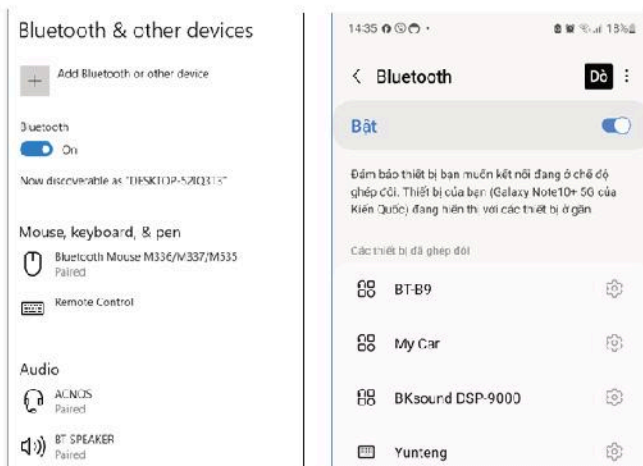 Bluetooth & other devices
Add Bluetooth or other device
Bluetooth
On
Now discoverable as "DESKTOP-52IQ313"
Mouse, keyboard, & pen
Bluetooth Mouse M336/M337/M535
Paired
Remote Control
Audio
ACNOS
Paired
BT SPEAKER
Paired
14:35
18%
Bluetooth
Dò
Bật
Đảm bảo thiết bị bạn muốn kết nối đang ở chế độ
ghép đôi. Thiết bị của bạn (Galaxy Note10+ 5G của
Kiến Quốc) đang hiển thị với các thiết bị ở gần
Các thiết bị đã ghép đôi
BT-B9
My Car
BKsound DSP-9000
Yunteng